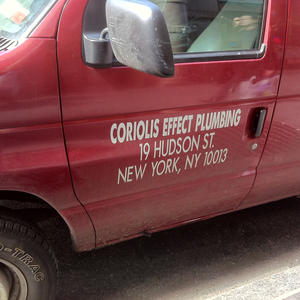 CORIOLIS EFFECT PLUMBING
19 HUDSON ST.
NEW YORK, NY 10013